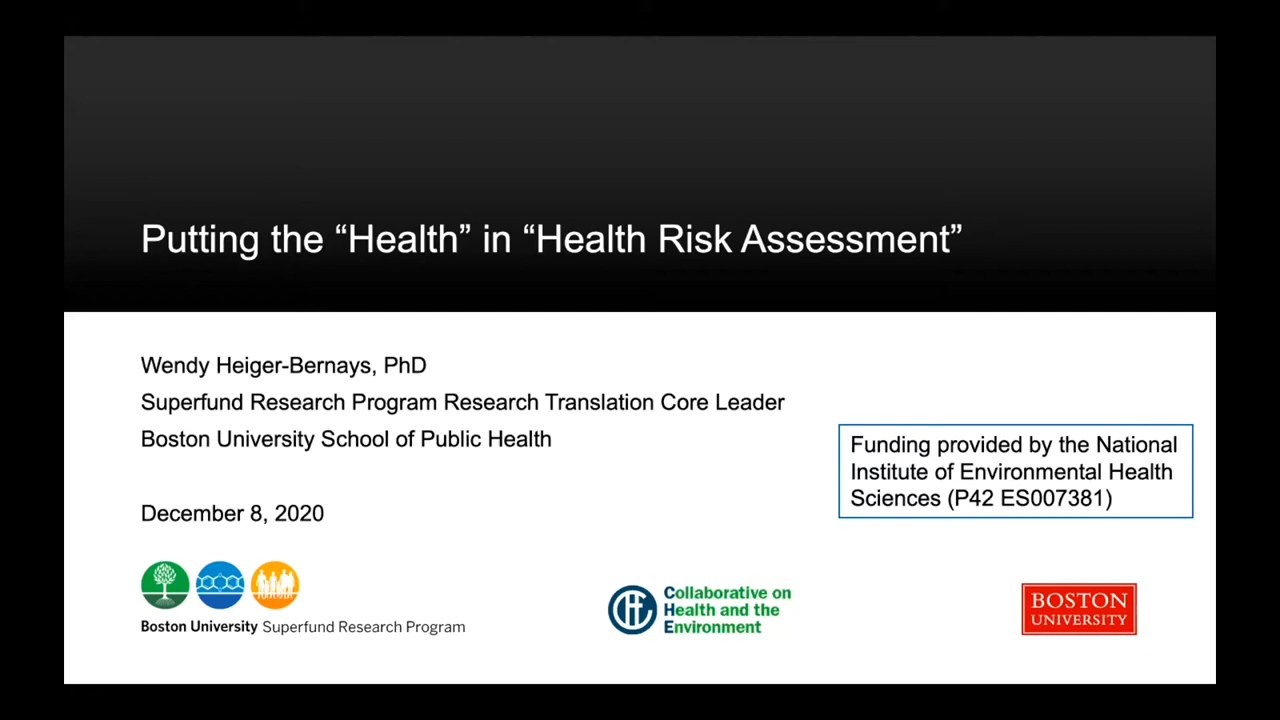 Putting the “Health” in “Health Risk Assessment”
Wendy Heiger-Bernays, PhD
Superfund Research Program Research Translation Core Leader
Boston University School of Public Health
Funding provided by the National
Institute of Environmental Health
Sciences (P42 ES007381)
December 8, 2020
Boston University Superfund Research Program
CHE
Collaborative on
Health and the
Environment
BOSTON
UNIVERSITY